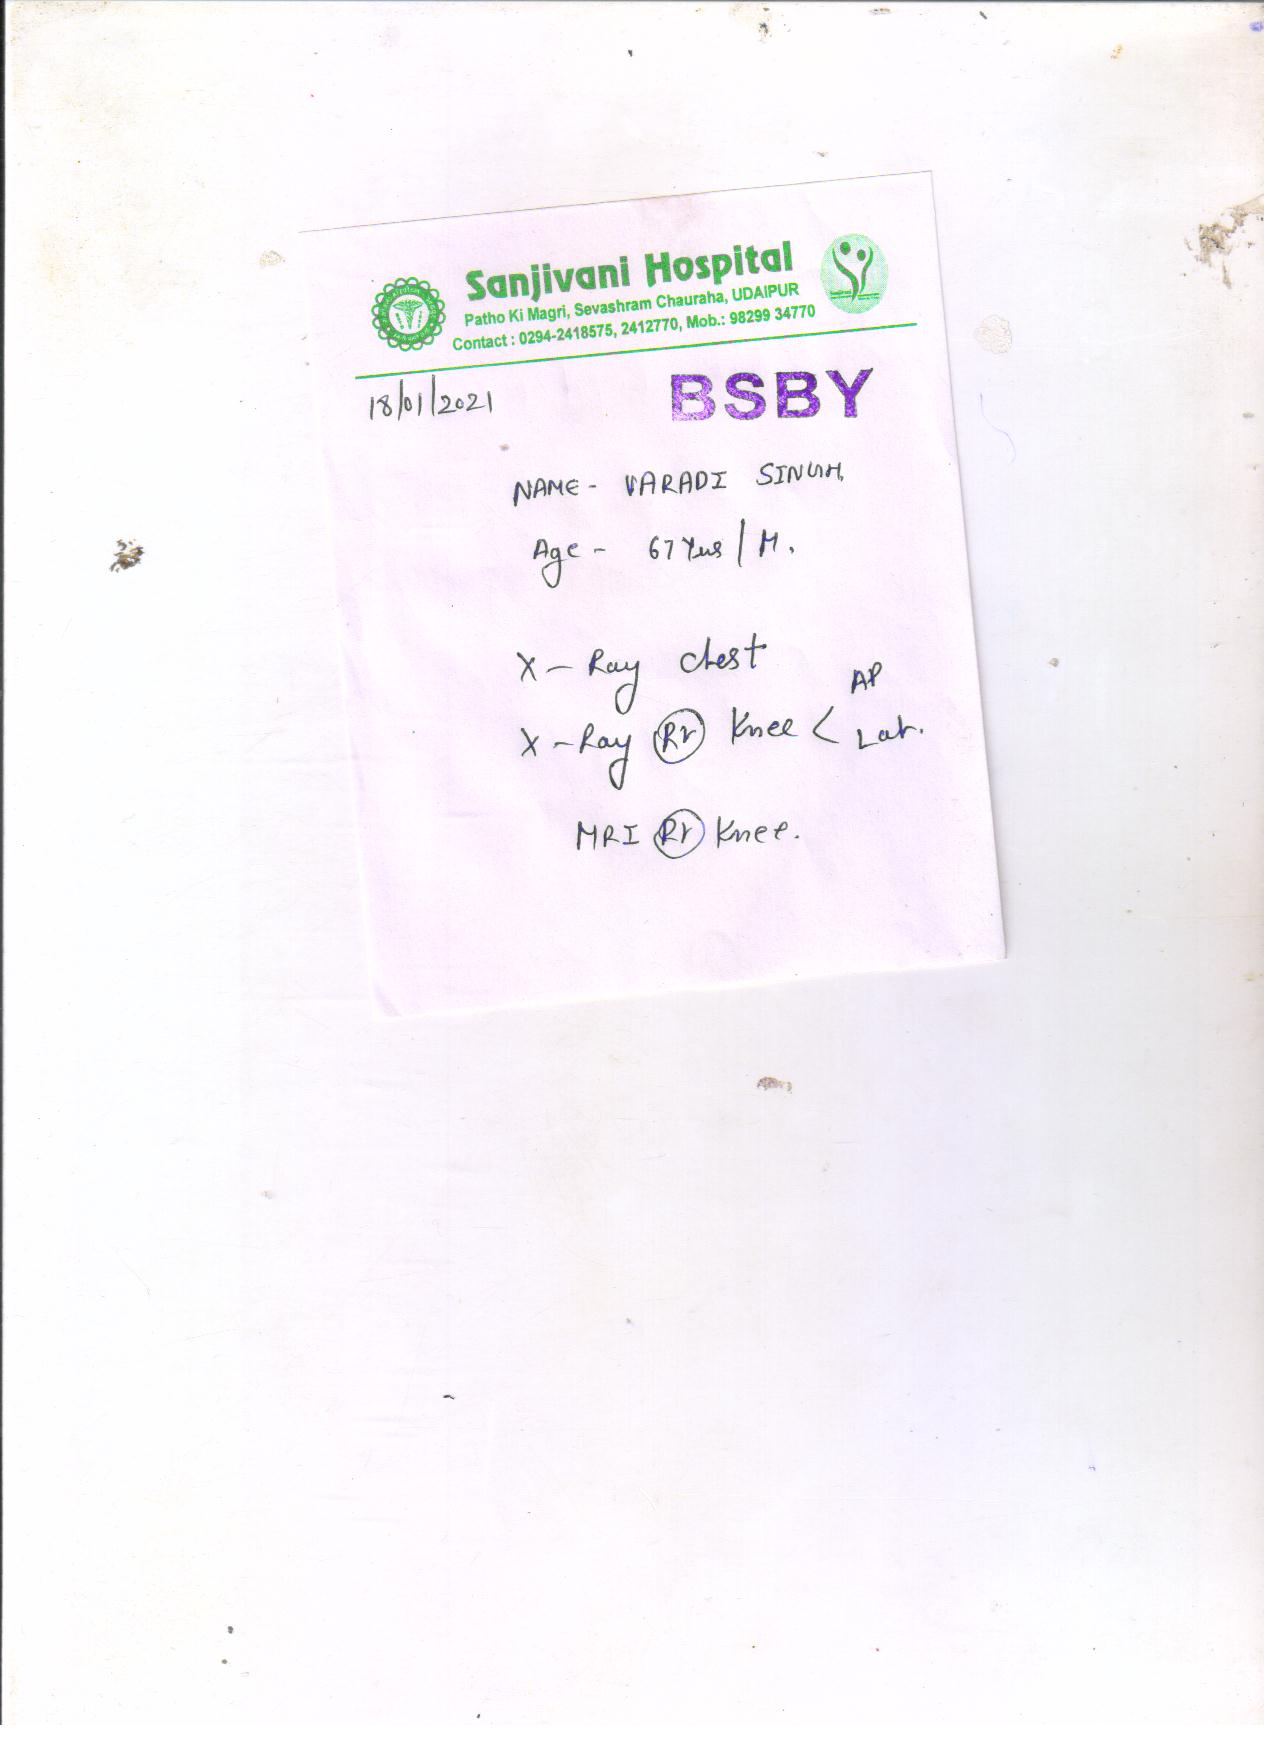 Sanjivani Hospital
Patho Ki Magri, Sevashram Chauraha, UDAIPUR
Contact : 0294-2418575, 2412770, Mob.: 98299 34770
18/01/2021 BSBY
NAME - VARADI SINGH.
Age - 67 Yrs / M.
X - Ray chest
X - Ray Rt Knee < AP
Lat.
MRI Rt Knee.